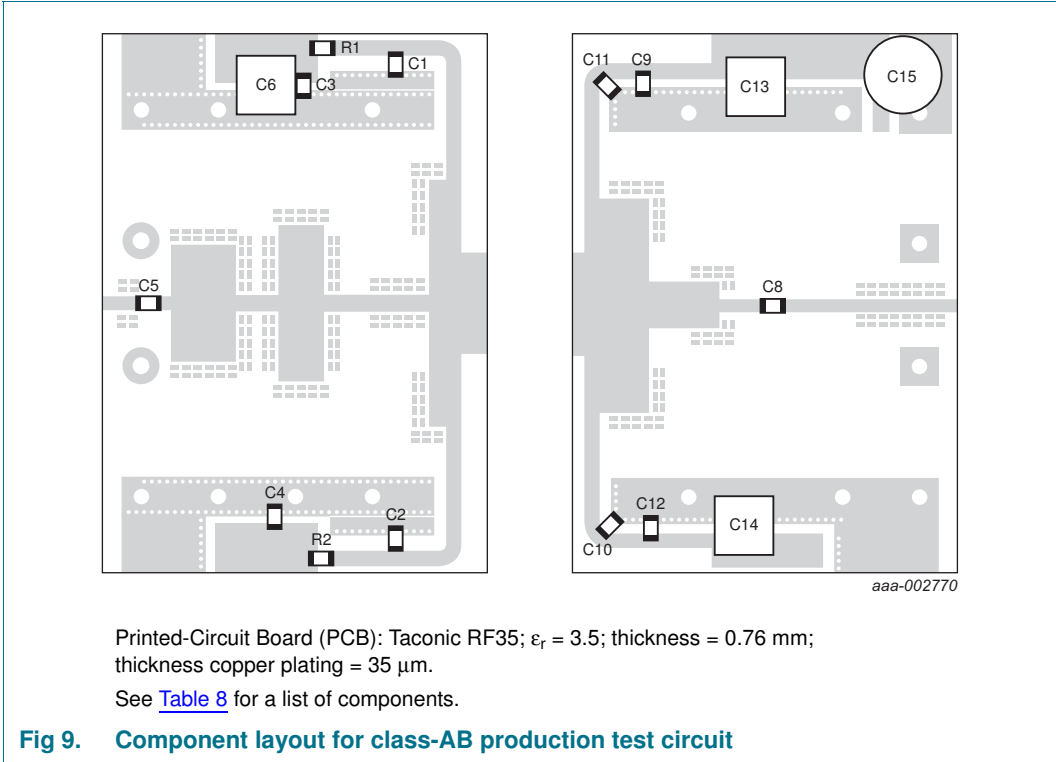 R1
C1
C6
C3
C5
C4
C2
R2
C11
C9
C13
C15
C8
C12
C14
C10
aaa-002770
Printed-Circuit Board (PCB): Taconic RF35; εr = 3.5; thickness = 0.76 mm;
thickness copper plating = 35 μm.
See Table 8 for a list of components.
Fig 9. Component layout for class-AB production test circuit